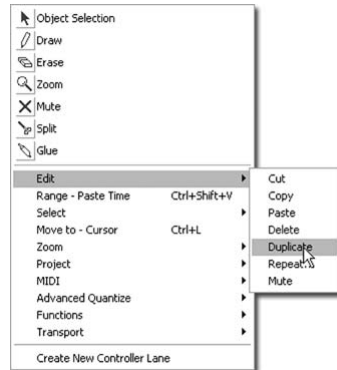 Object Selection
Draw
Erase
Zoom
Mute
Split
Glue
Edit
Range - Paste Time Ctrl+Shift+V
Select
Move to - Cursor Ctrl+L
Zoom
Project
MIDI
Advanced Quantize
Functions
Transport
Create New Controller Lane
Cut
Copy
Paste
Delete
Duplicate
Repeat...
Mute